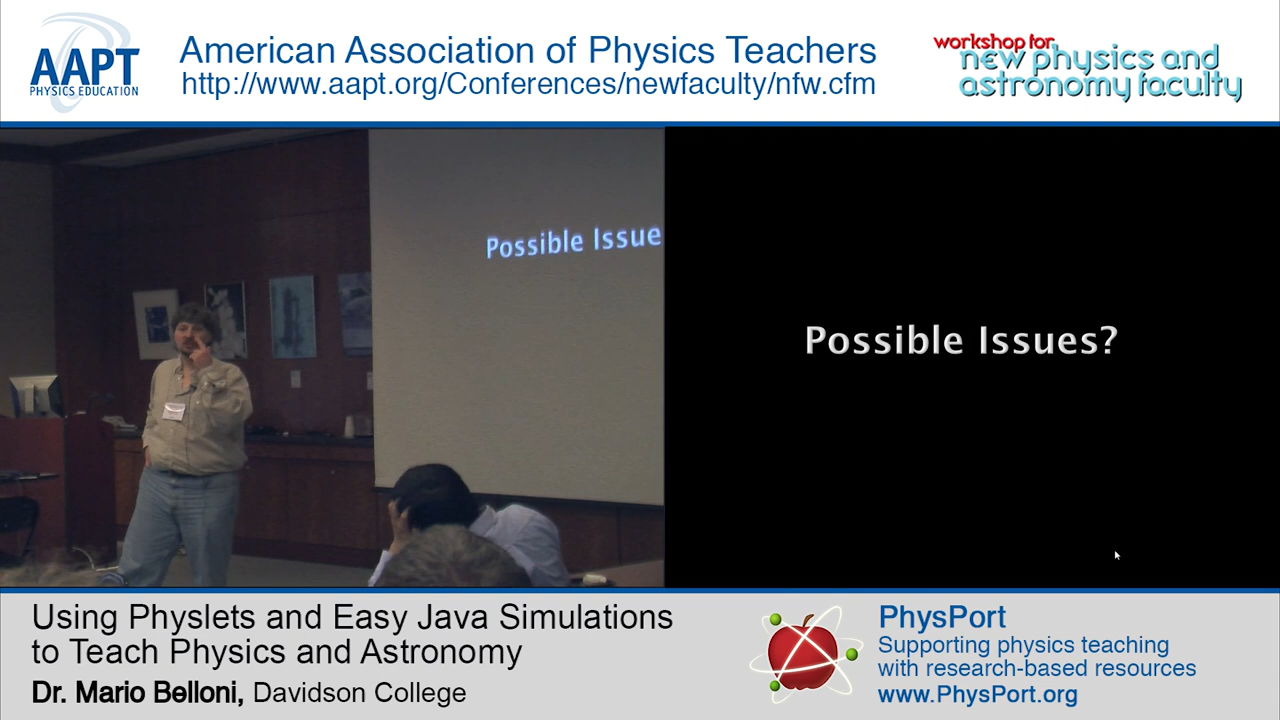 AAPT
PHYSICS EDUCATION
American Association of Physics Teachers
http://www.aapt.org/Conferences/newfaculty/nfw.cfm
workshop for
new physics and
astronomy faculty
Possible Issue
Possible Issues?
Using Physlets and Easy Java Simulations
to Teach Physics and Astronomy
Dr. Mario Belloni, Davidson College
PhysPort
Supporting physics teaching
with research-based resources
www.PhysPort.org